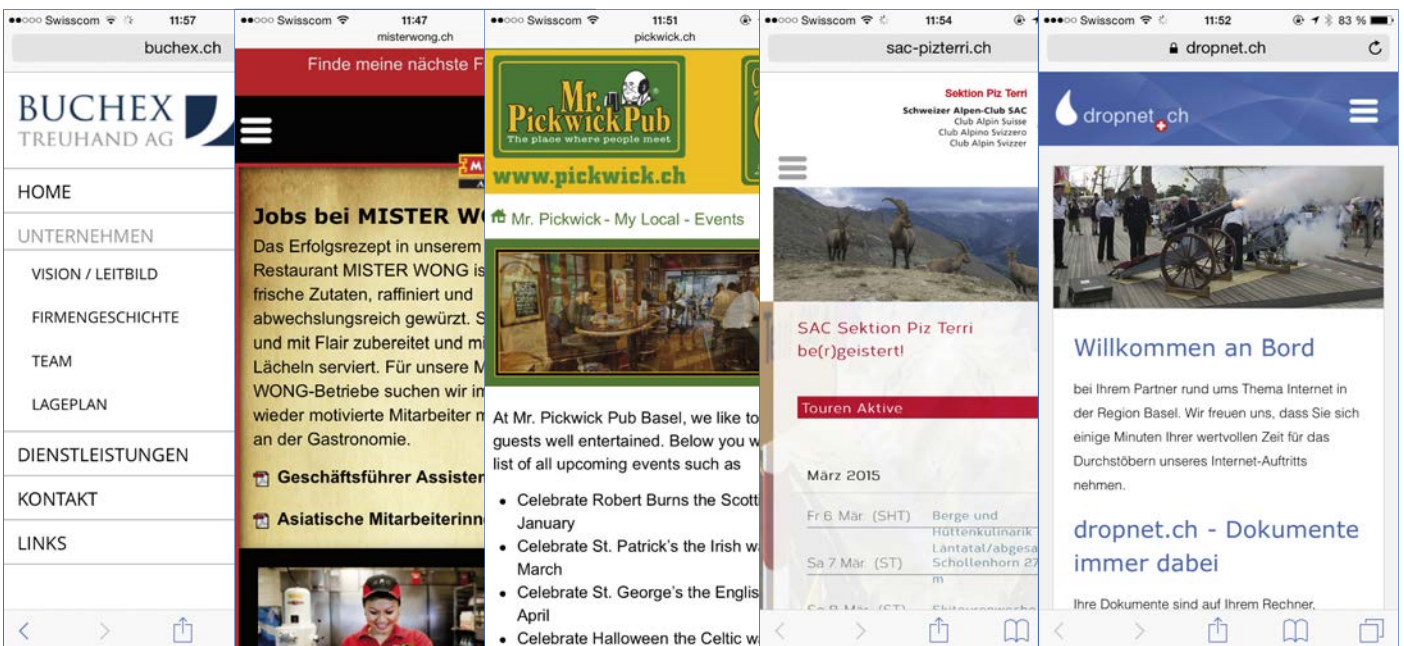 Swisscom 11:57
buchex.ch
BUCHEX
TREUHAND AG
HOME
UNTERNEHMEN
VISION / LEITBILD
FIRMENGESCHICHTE
TEAM
LAGEPLAN
DIENSTLEISTUNGEN
KONTAKT
LINKS
Swisscom 11:47
misterwong.ch
Finde meine nächste F
M
Jobs bei MISTER W
Das Erfolgsrezept in unserem
Restaurant MISTER WONG is
frische Zutaten, raffiniert und
abwechslungsreich gewürzt. S
und mit Flair zubereitet und mi
Lächeln serviert. Für unsere M
WONG-Betriebe suchen wir im
wieder motivierte Mitarbeiter m
an der Gastronomie.
Geschäftsführer Assisten
Asiatische Mitarbeiterinn
Swisscom 11:51
pickwick.ch
Mr.
Pickwick Pub
The place where people meet
www.pickwick.ch
Mr. Pickwick - My Local - Events
At Mr. Pickwick Pub Basel, we like to
guests well entertained. Below you w
list of all upcoming events such as
• Celebrate Robert Burns the Scott
January
• Celebrate St. Patrick's the Irish wa
March
• Celebrate St. George's the Englis
April
• Celebrate Halloween the Celtic wa
Swisscom 11:54
sac-pizterri.ch
Sektion Piz Terri
Schweizer Alpen-Club SAC
Club Alpin Suisse
Club Alpino Svizzero
Club Alpin Svizzer
SAC Sektion Piz Terri
be(r)geistert!
Touren Aktive
März 2015
Fr 6. Mär. (SHT) Berge und
Hüttenkulinarik
Läntatal/abgesa
Sa 7. Mär. (ST) Schollenhorn 27
m
Swisscom 11:52 83 %
dropnet.ch
dropnet.ch
Willkommen an Bord
bei Ihrem Partner rund ums Thema Internet in
der Region Basel. Wir freuen uns, dass Sie sich
einige Minuten Ihrer wertvollen Zeit für das
Durchstöbern unseres Internet-Auftritts
nehmen.
dropnet.ch - Dokumente
immer dabei
Ihre Dokumente sind auf Ihrem Rechner,